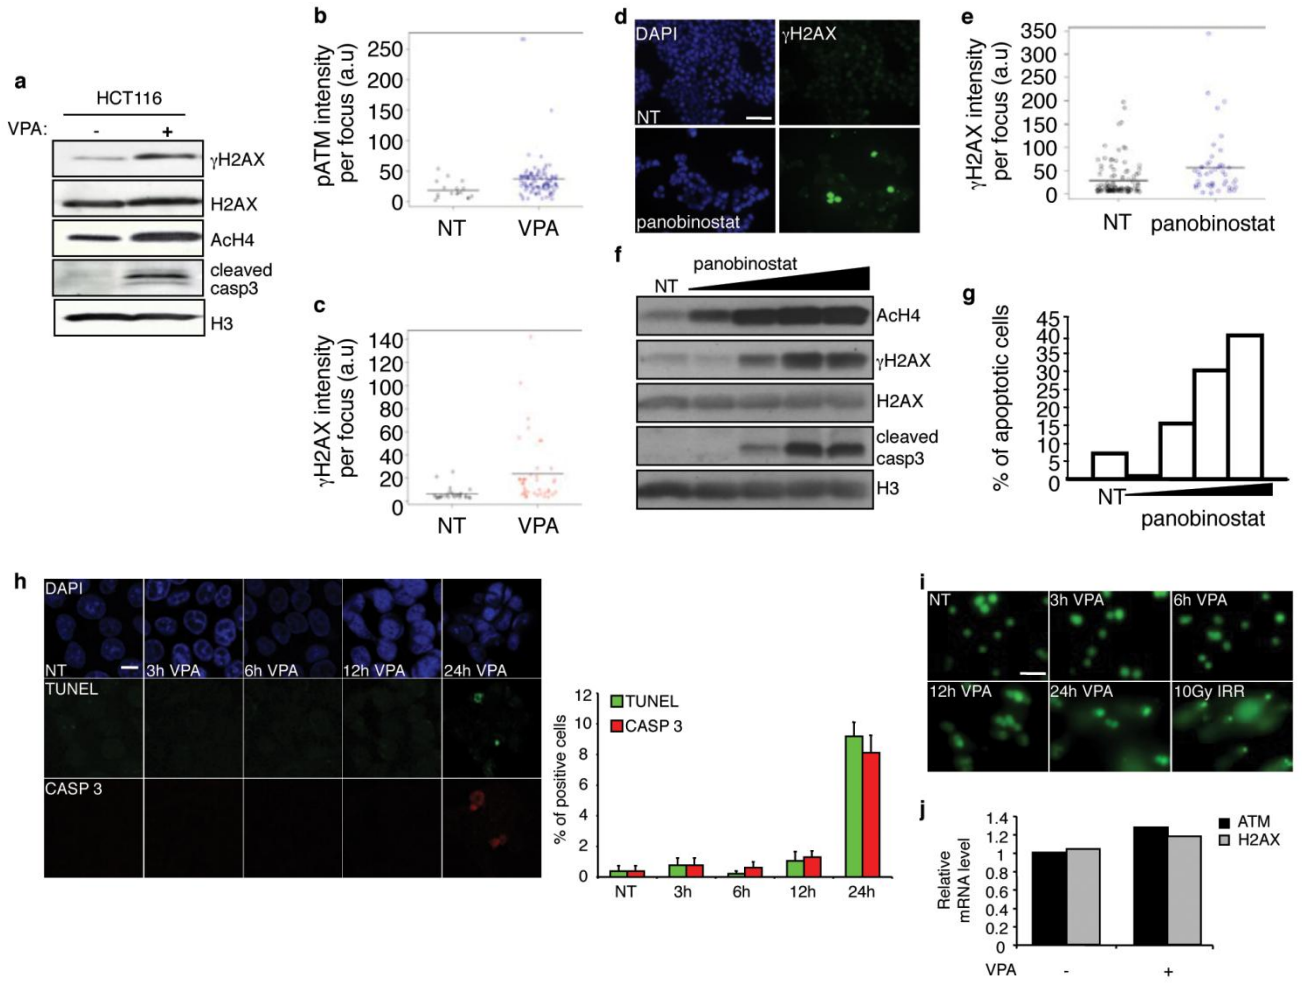 a
HCT116
VPA: - +
γH2AX
H2AX
AcH4
cleaved
casp3
H3
b
pATM intensity
per focus (a.u)
250
200
150
100
50
0
NT VPA
c
γH2AX intensity
per focus (a.u)
140
120
100
80
60
40
20
0
NT VPA
d
DAPI γH2AX
NT
panobinostat
e
γH2AX intensity
per focus (a.u)
350
300
250
200
150
100
50
0
NT panobinostat
f
panobinostat
NT
AcH4
γH2AX
H2AX
cleaved
casp3
H3
g
% of apoptotic cells
45
40
35
30
25
20
15
10
5
0
NT
panobinostat
h
DAPI
NT 3h VPA 6h VPA 12h VPA 24h VPA
TUNEL
CASP 3
% of positive cells
12
10
8
6
4
2
0
TUNEL
CASP 3
NT 3h 6h 12h 24h
i
NT 3h VPA 6h VPA
12h VPA 24h VPA 10Gy IRR
j
Relative
mRNA level
1.4
1.2
1
0.8
0.6
0.4
0.2
0
ATM
H2AX
VPA - +